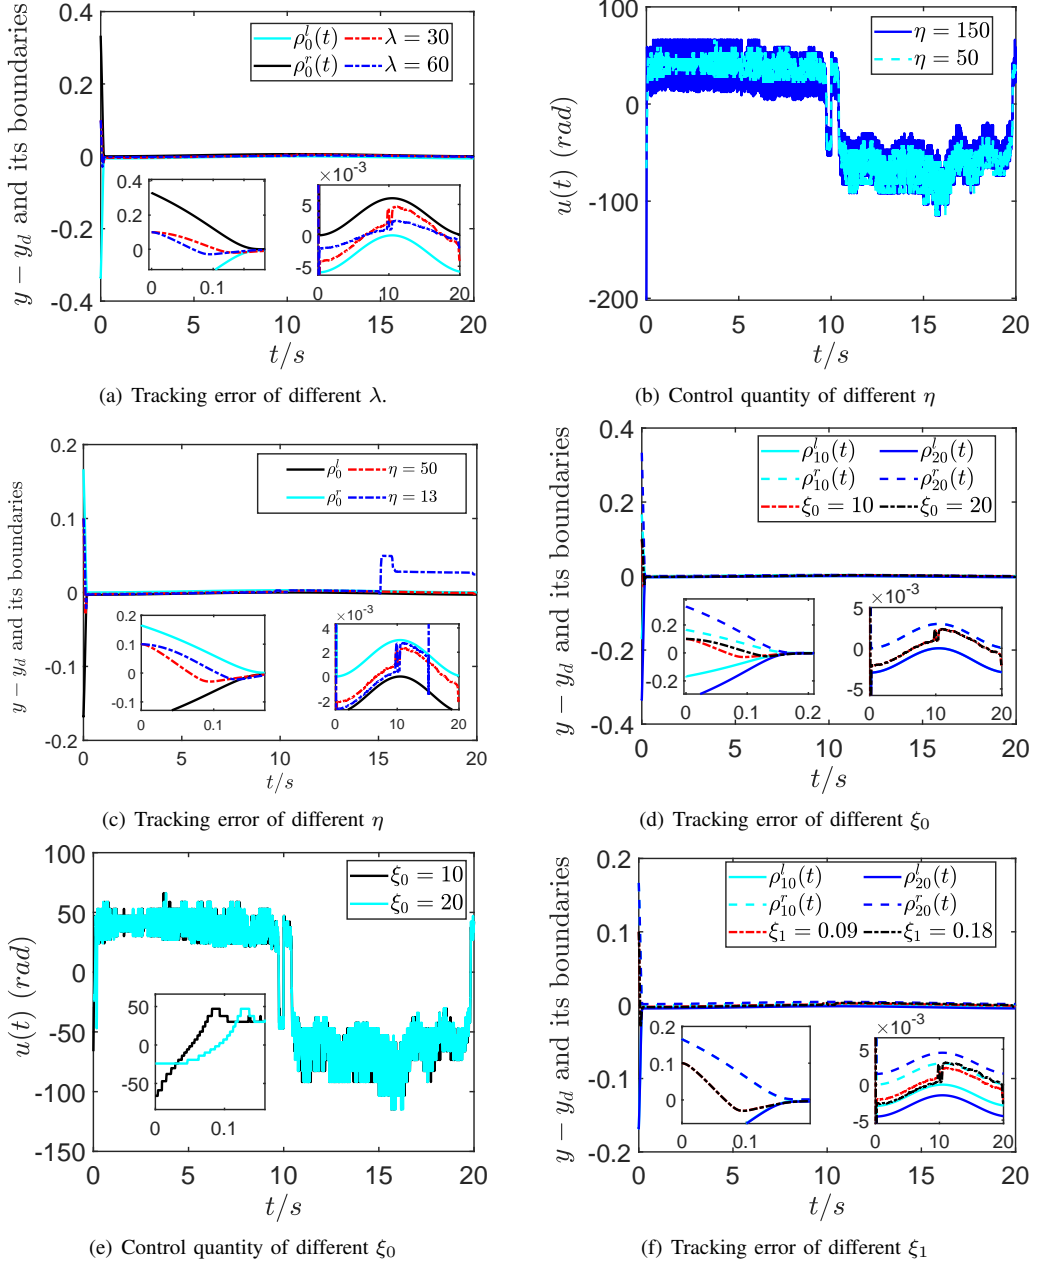 y − y_d and its boundaries
0.4
0.2
0
-0.2
-0.4
ρ_0^l(t) λ = 30
ρ_0^r(t) λ = 60
0.4
0.2
0
0 0.1
×10^-3
5
0
-5
0 10 20
0 5 10 15 20
t/s
(a) Tracking error of different λ.
u(t) (rad)
100
0
-100
-200
η = 150
η = 50
0 5 10 15 20
t/s
(b) Control quantity of different η
y − y_d and its boundaries
0.2
0.1
0
-0.1
-0.2
ρ_0^l η = 50
ρ_0^r η = 13
0.2
0.1
0
-0.1
0 0.1
×10^-3
4
2
0
-2
0 10 20
0 5 10 15 20
t/s
(c) Tracking error of different η
y − y_d and its boundaries
0.4
0.2
0
-0.2
-0.4
ρ_10^l(t) ρ_20^l(t)
ρ_10^r(t) ρ_20^r(t)
ξ_0 = 10 ξ_0 = 20
0.2
0
-0.2
0 0.1 0.2
×10^-3
5
0
-5
0 10 20
0 5 10 15 20
t/s
(d) Tracking error of different ξ_0
u(t) (rad)
100
50
0
-50
-100
-150
ξ_0 = 10
ξ_0 = 20
50
0
-50
0 0.1
0 5 10 15 20
t/s
(e) Control quantity of different ξ_0
y − y_d and its boundaries
0.2
0.1
0
-0.1
-0.2
ρ_10^l(t) ρ_20^l(t)
ρ_10^r(t) ρ_20^r(t)
ξ_1 = 0.09 ξ_1 = 0.18
0.2
0.1
0
0 0.1 0.2
×10^-3
5
0
-5
0 10 20
0 5 10 15 20
t/s
(f) Tracking error of different ξ_1